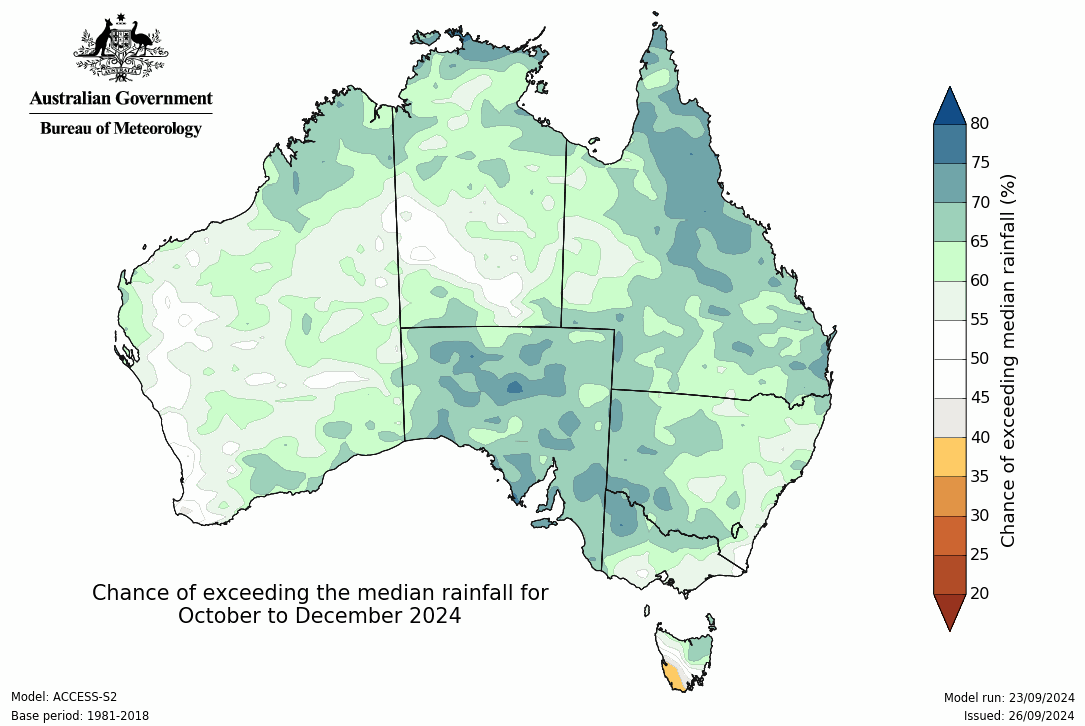 AUSTRALIA
Australian Government
Bureau of Meteorology
80
75
70
65
60
55
50
45
40
35
30
25
20
Chance of exceeding median rainfall (%)
Chance of exceeding the median rainfall for
October to December 2024
Model: ACCESS-S2
Base period: 1981-2018
Model run: 23/09/2024
Issued: 26/09/2024